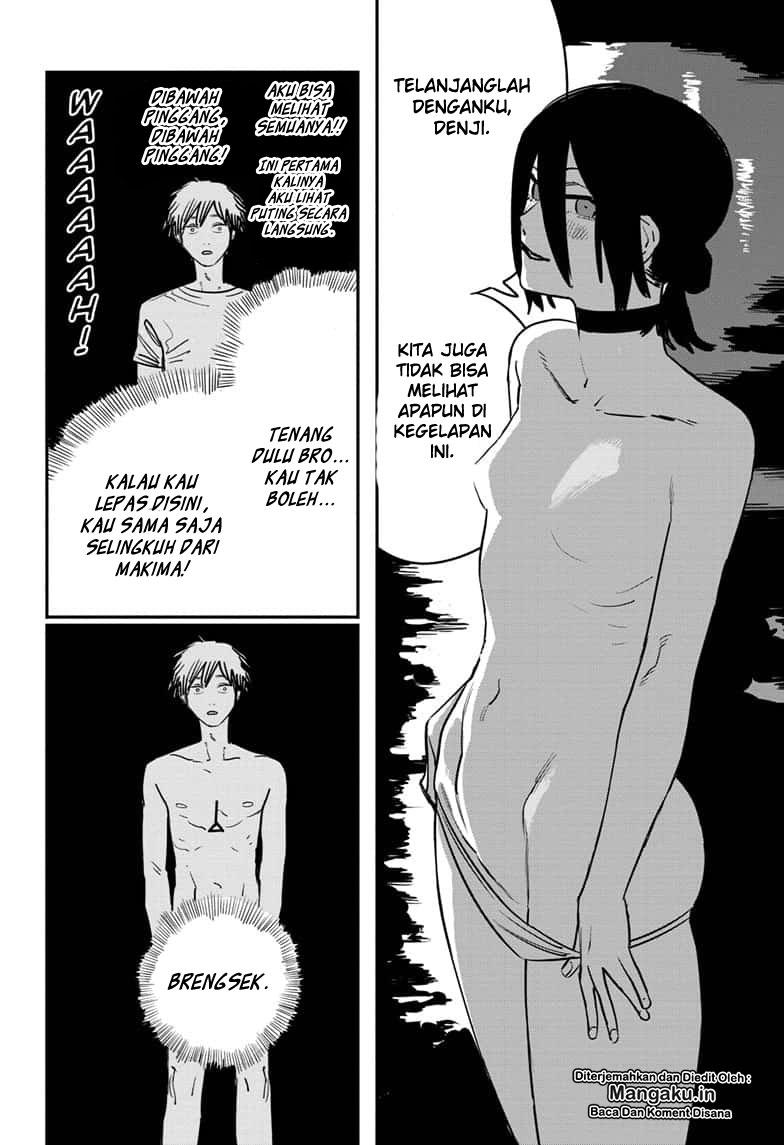 TELANJANGLAH
DENGANKU,
DENJI.
KITA JUGA
TIDAK BISA
MELIHAT
APAPUN DI
KEGELAPAN
INI.
AKU BISA
MELIHAT
SEMUANYA!!
INI PERTAMA
KALINYA
AKU LIHAT
PUTING SECARA
LANGSUNG.
DIBAWAH
PINGGANG,
DIBAWAH
PINGGANG!
WAAAAAAAH!
TENANG
DULU BRO...
KAU TAK
BOLEH...
KALAU KAU
LEPAS DISINI,
KAU SAMA SAJA
SELINGKUH DARI
MAKIMA!
BRENGSEK.
Diterjemahkan dan Diedit Oleh :
Mangaku.in
Baca Dan Koment Disana